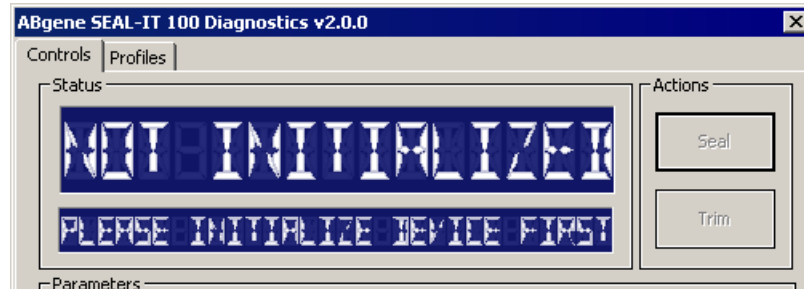 ABgene SEAL-IT 100 Diagnostics v2.0.0
Controls Profiles
Status
NOT INITIALIZED
PLEASE INITIALIZE DEVICE FIRST
Actions
Seal
Trim
Parameters